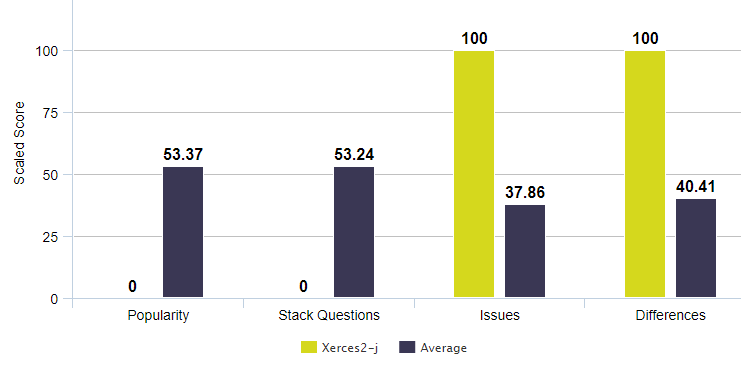 100
100
100
75
53.37
53.24
50
37.86
40.41
25
0
0
0
Scaled Score
Popularity
Stack Questions
Issues
Differences
Xerces2-j
Average